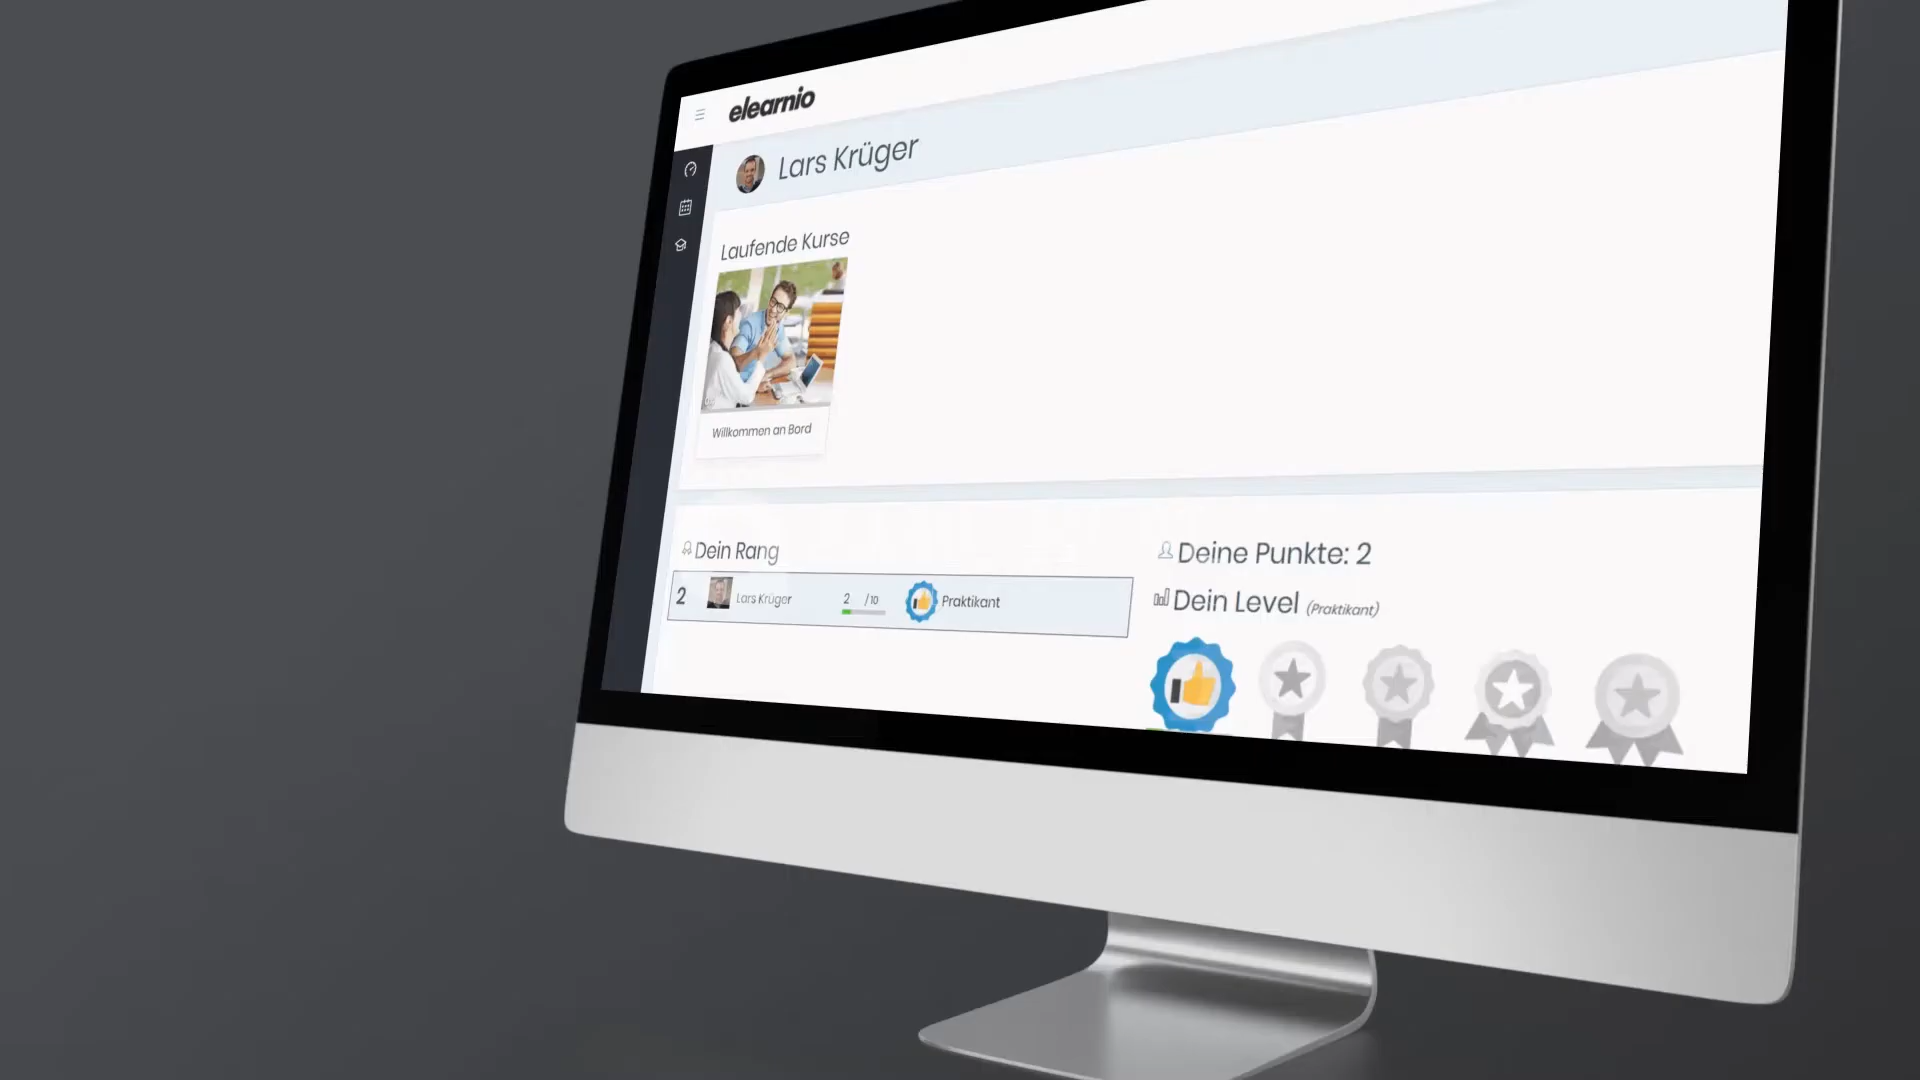 elearnio
Lars Krüger
Laufende Kurse
Willkommen an Bord
Dein Rang
2 Lars Krüger 2 /10 Praktikant
Deine Punkte: 2
Dein Level (Praktikant)